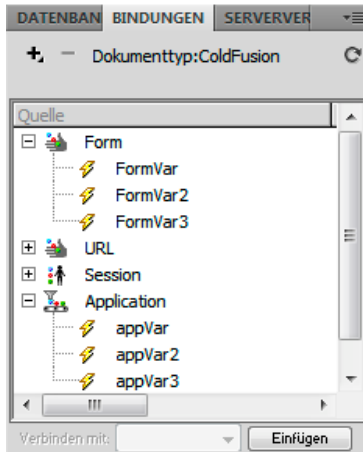 DATENBAN BINDUNGEN SERVERVER
Dokumenttyp:ColdFusion
Quelle
Form
FormVar
FormVar2
FormVar3
URL
Session
Application
appVar
appVar2
appVar3
Verbinden mit:
Einfügen